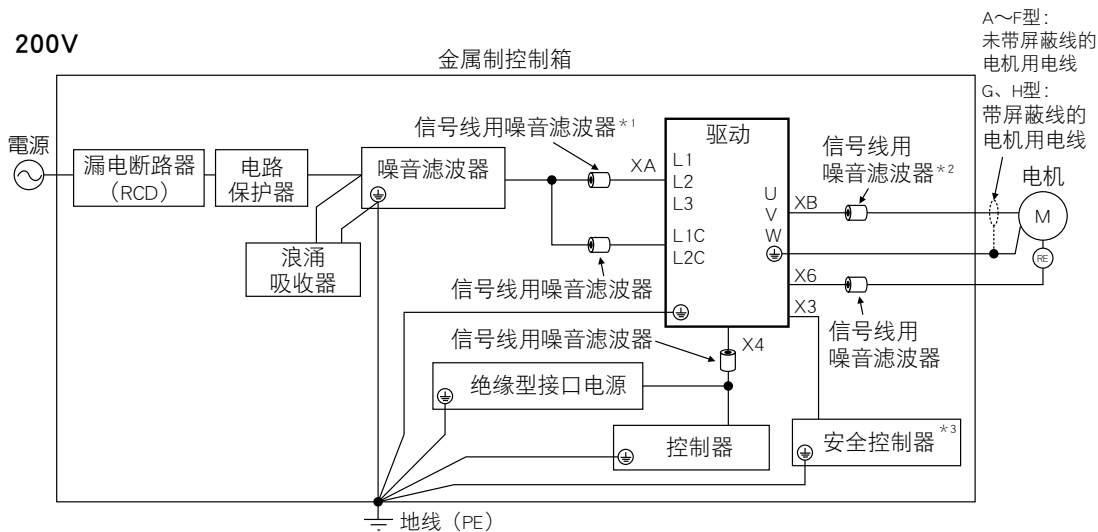 200V
金属制控制箱
A～F型：
未带屏蔽线的
电机用电线
G、H型：
带屏蔽线的
电机用电线
電源
漏电断路器
（RCD）
电路
保护器
噪音滤波器
浪涌
吸收器
信号线用噪音滤波器*1
XA
驱动
L1
L2
L3
L1C
L2C
U
V
W
XB
X6
X3
X4
信号线用
噪音滤波器*2
电机
M
RE
信号线用噪音滤波器
信号线用噪音滤波器
信号线用
噪音滤波器
绝缘型接口电源
控制器
安全控制器*3
地线（PE）